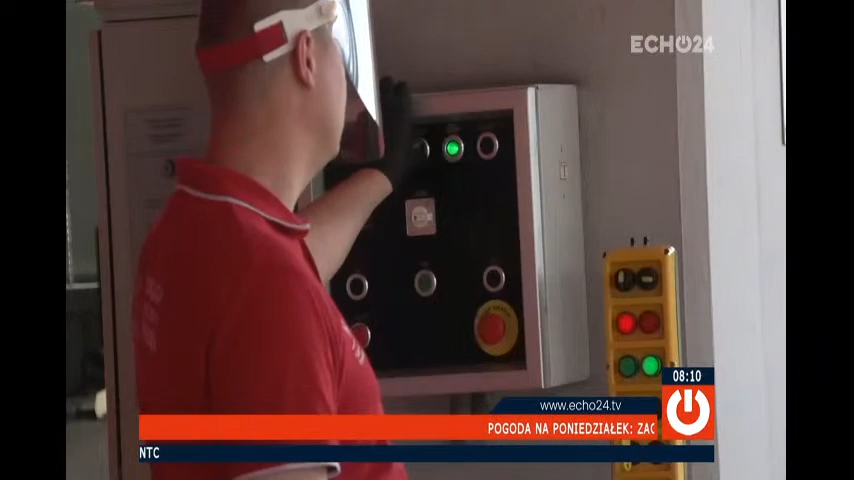 ECHO24
08:10
www.echo24.tv
POGODA NA PONIEDZIAŁEK: ZAC
NTC